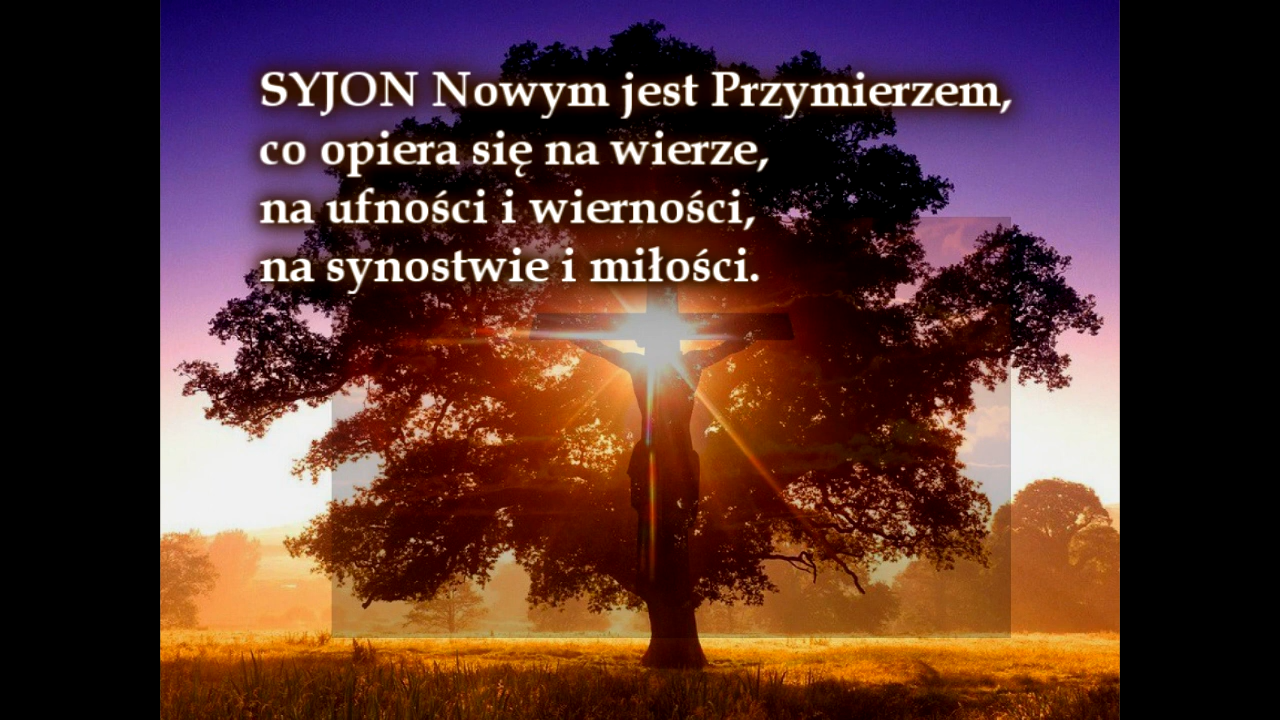 SYJON Nowym jest Przymierzem,
co opiera się na wierze,
na ufności i wierności,
na synostwie i miłości.